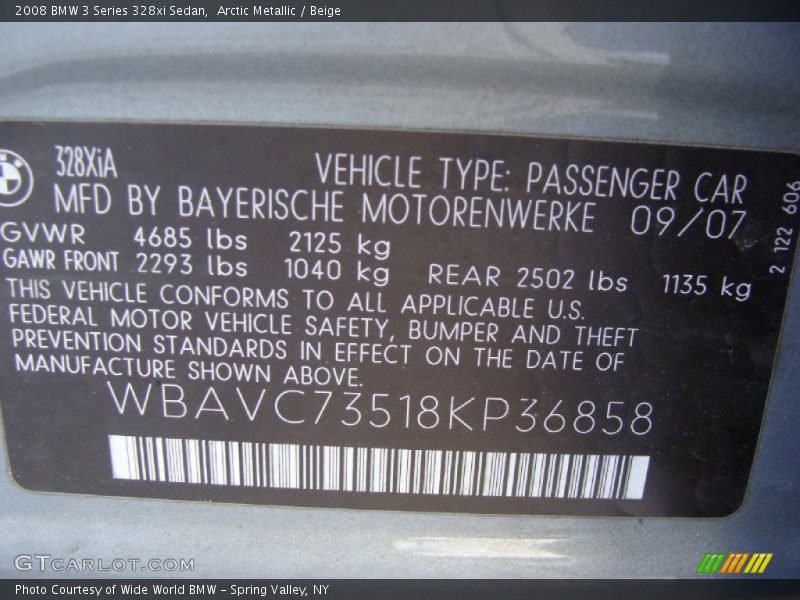 2008 BMW 3 Series 328xi Sedan,  Arctic Metallic / Beige
328XiA
VEHICLE TYPE: PASSENGER CAR
MFD BY BAYERISCHE MOTORENWERKE 09/07
GVWR 4685 lbs 2125 kg
GAWR FRONT 2293 lbs 1040 kg REAR 2502 lbs 1135 kg
2 122 606
THIS VEHICLE CONFORMS TO ALL APPLICABLE U.S.
FEDERAL MOTOR VEHICLE SAFETY, BUMPER AND THEFT
PREVENTION STANDARDS IN EFFECT ON THE DATE OF
MANUFACTURE SHOWN ABOVE.
WBAVC73518KP36858
GTCARLOT.COM
Photo Courtesy of Wide World BMW – Spring Valley, NY